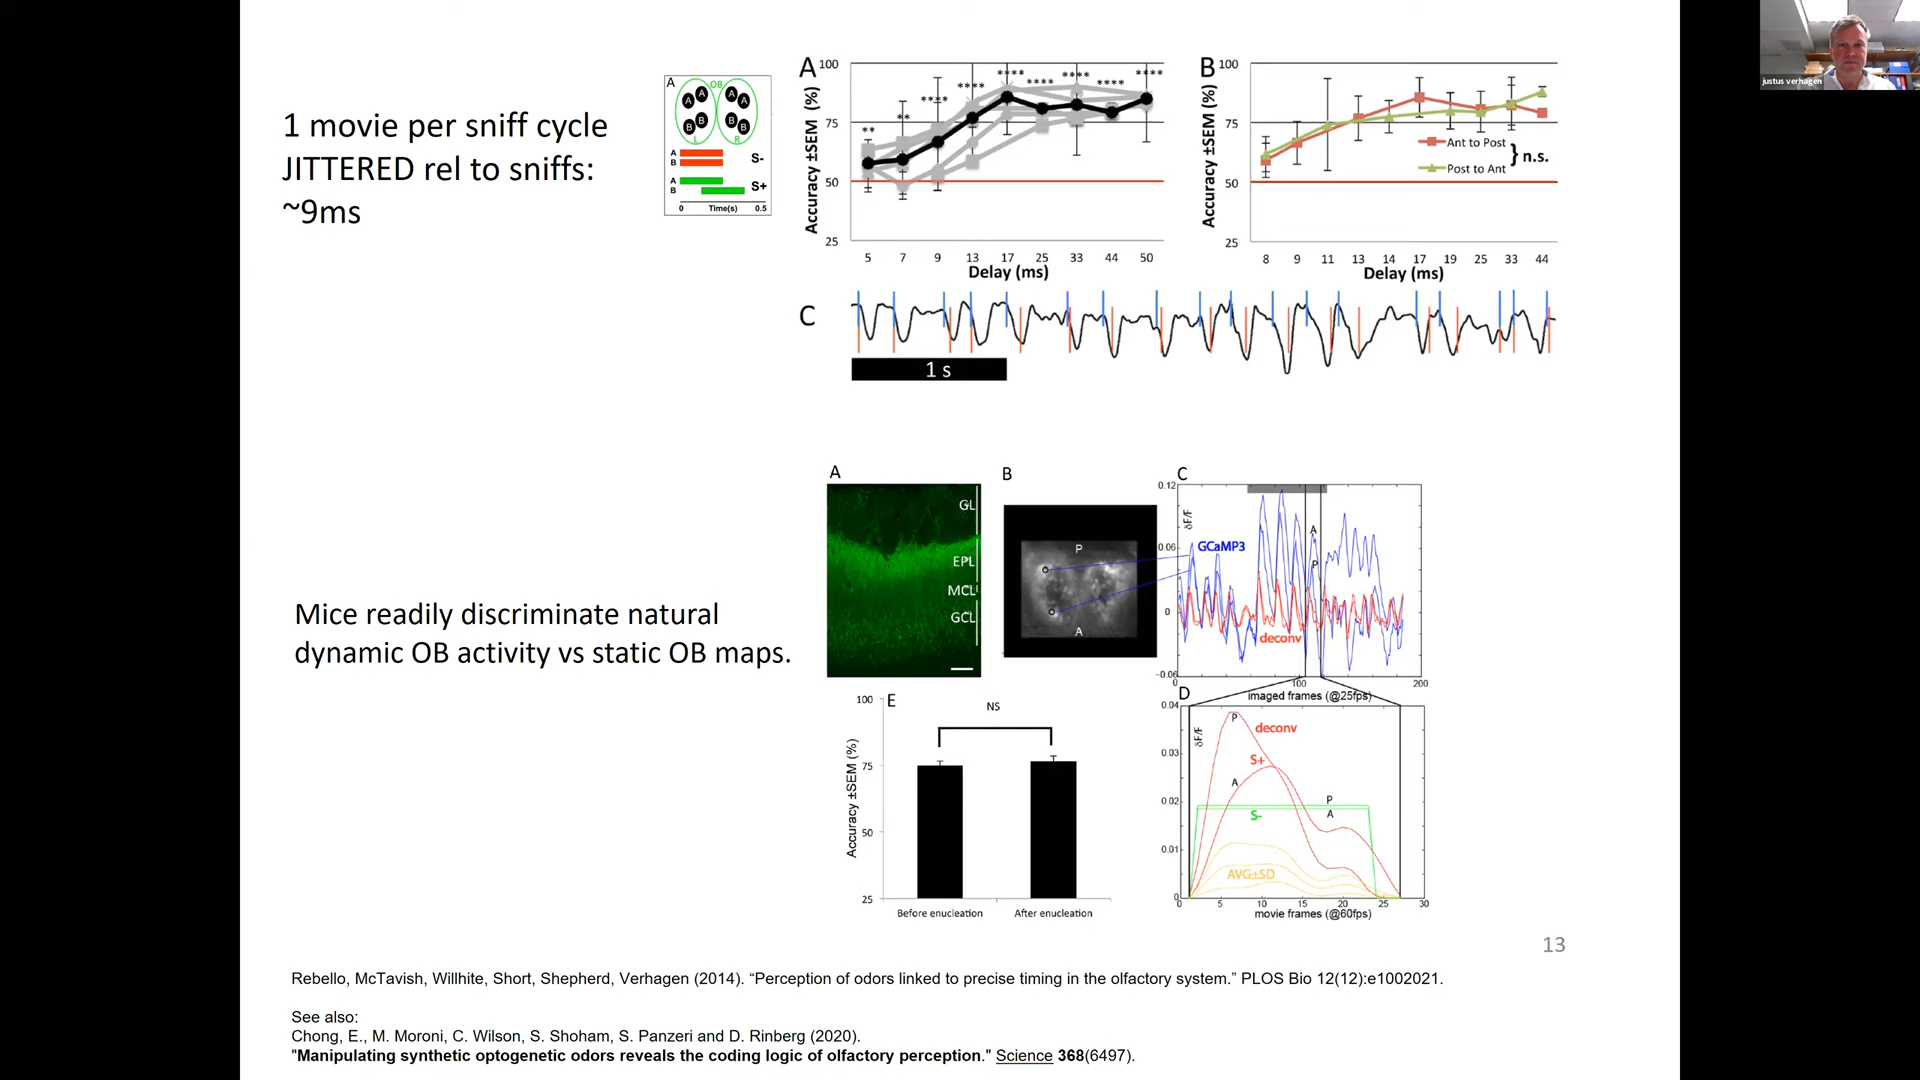 1 movie per sniff cycle
JITTERED rel to sniffs:
~9ms
A
OB
A A A A
B B B B
L R
A
B
S-
A
B
S+
0 Time(s) 0.5
A
Accuracy ±SEM (%)
100
75
50
25
** ** **** **** **** **** **** **** ****
5 7 9 13 17 25 33 44 50
Delay (ms)
B
Accuracy ±SEM (%)
100
75
50
25
Ant to Post
Post to Ant
} n.s.
8 9 11 13 14 17 19 25 33 44
Delay (ms)
C
1 s
justus verhagen
Mice readily discriminate natural
dynamic OB activity vs static OB maps.
A
GL
EPL
MCL
GCL
B
P
A
C
0.12
0.06
0
-0.06
δF/F
GCaMP3
deconv
A
P
0 100 200
imaged frames (@25fps)
D
0.04
0.03
0.02
0.01
0
δF/F
P
deconv
S+
A
P
A
S-
AVG±SD
0 5 10 15 20 25 30
movie frames (@60fps)
E
Accuracy ±SEM (%)
100
75
50
25
NS
Before enucleation After enucleation
13
Rebello, McTavish, Willhite, Short, Shepherd, Verhagen (2014). “Perception of odors linked to precise timing in the olfactory system.” PLOS Bio 12(12):e1002021.
See also:
Chong, E., M. Moroni, C. Wilson, S. Shoham, S. Panzeri and D. Rinberg (2020).
"Manipulating synthetic optogenetic odors reveals the coding logic of olfactory perception." Science 368(6497).